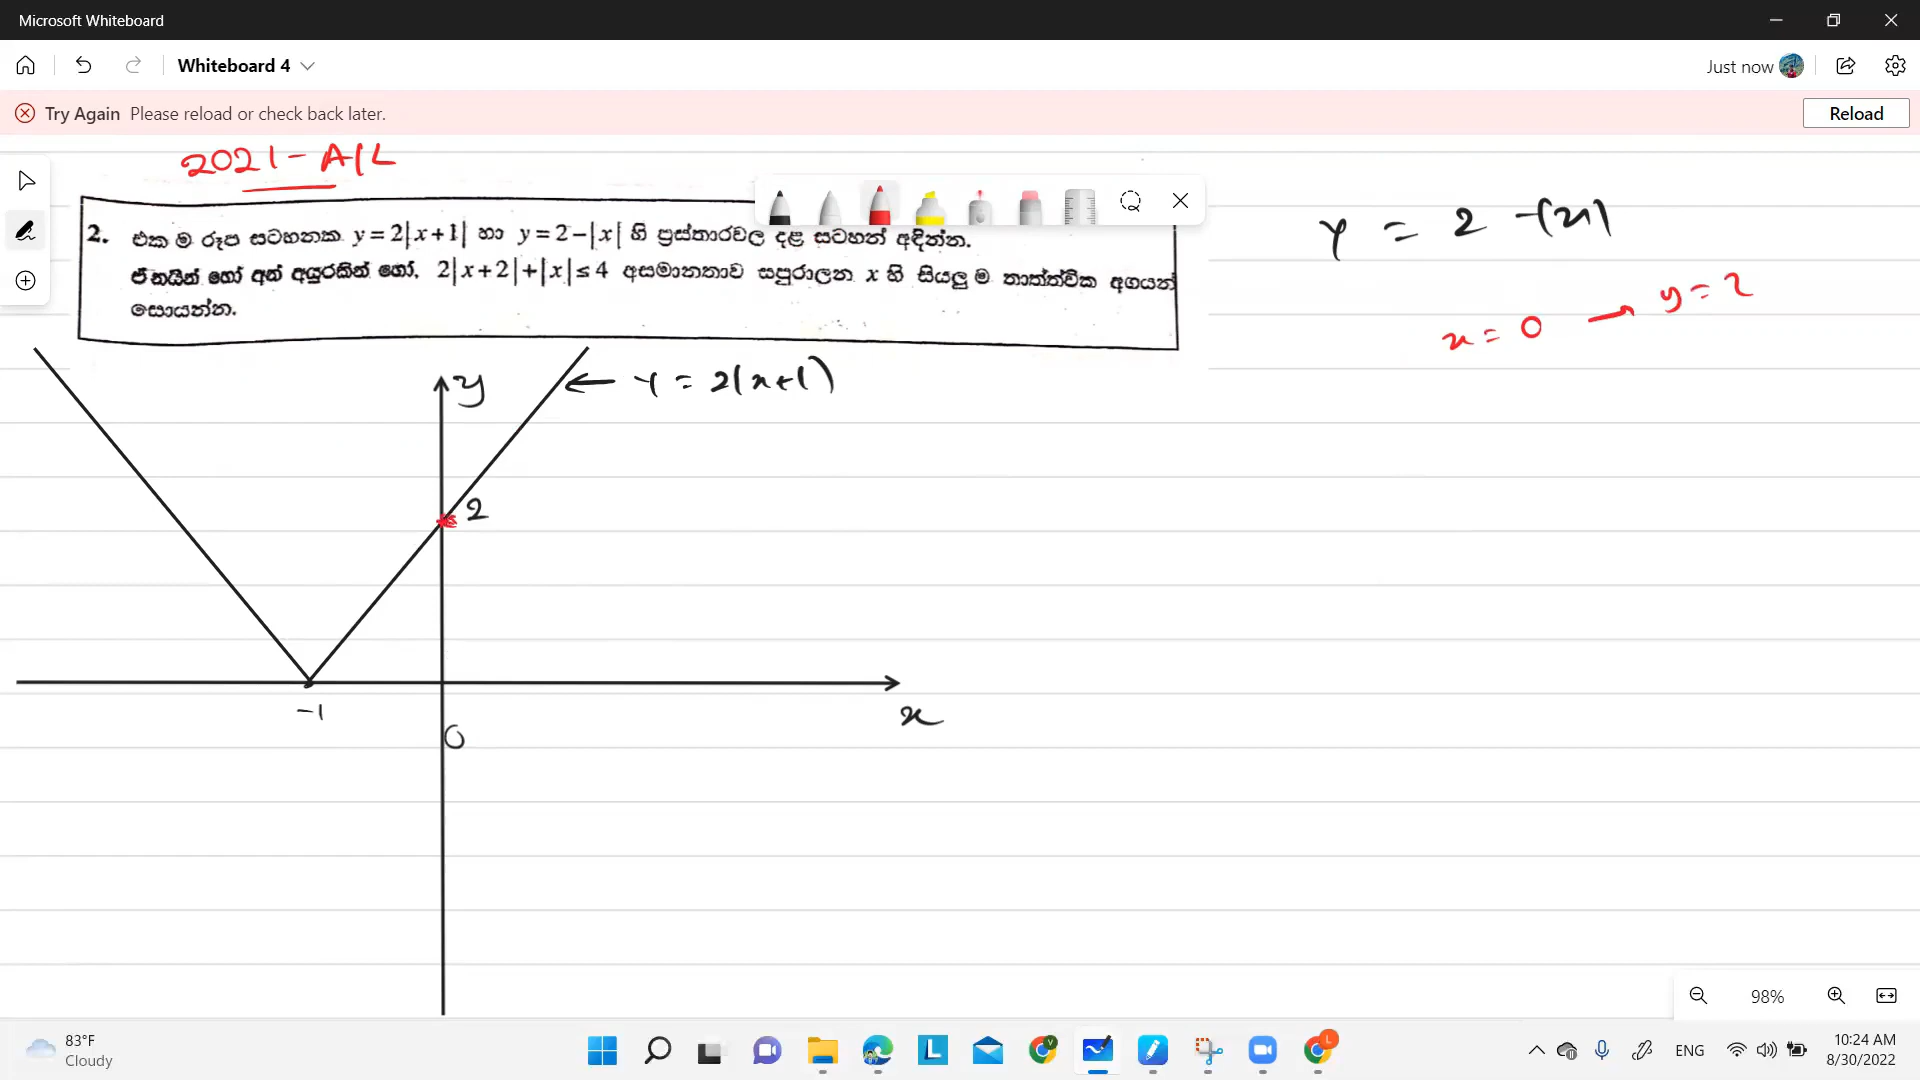 Microsoft Whiteboard
Whiteboard 4
Just now
Try Again Please reload or check back later.
Reload
2021 - A/L
2. එක ම රූප සටහනක y = 2|x+1| හා y = 2-|x| හි ප්‍රස්තාරවල දළ සටහන් අඳින්න.
ඒ නයින් හෝ අන් අයුරකින් හෝ, 2|x+2|+|x| ≤ 4 අසමානතාව සපුරාලන x හි සියලු ම තාත්ත්වික අගයන්
සොයන්න.
y = 2 -|x|
x = 0 → y = 2
y
← y = 2|x+1|
2
-1
x
0
98%
83°F
Cloudy
ENG
10:24 AM
8/30/2022